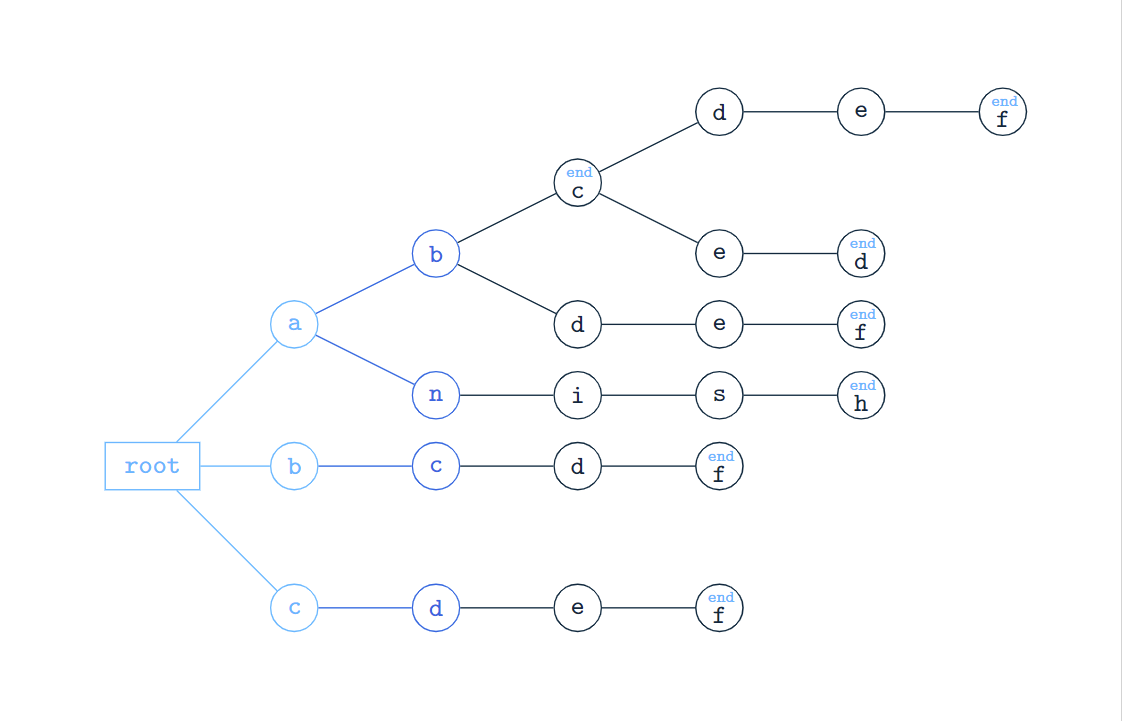 d e end f
end c
b e end d
a d e end f
n i s end h
root b c d end f
c d e end f